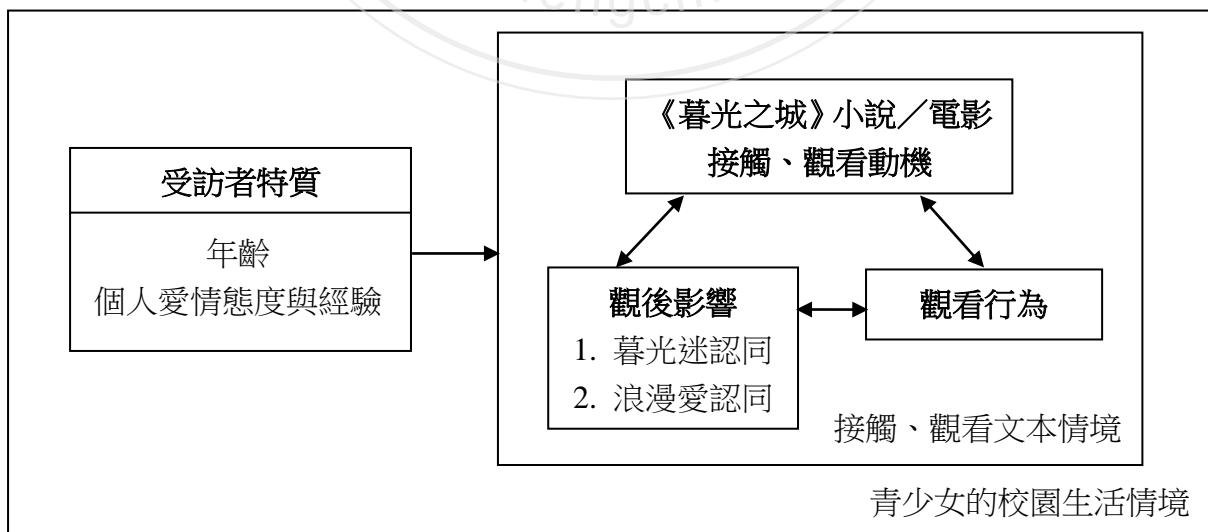 《暮光之城》小說／電影
接觸、觀看動機
受訪者特質
年齡
個人愛情態度與經驗
觀後影響
1. 暮光迷認同
2. 浪漫愛認同
觀看行為
接觸、觀看文本情境
青少女的校園生活情境